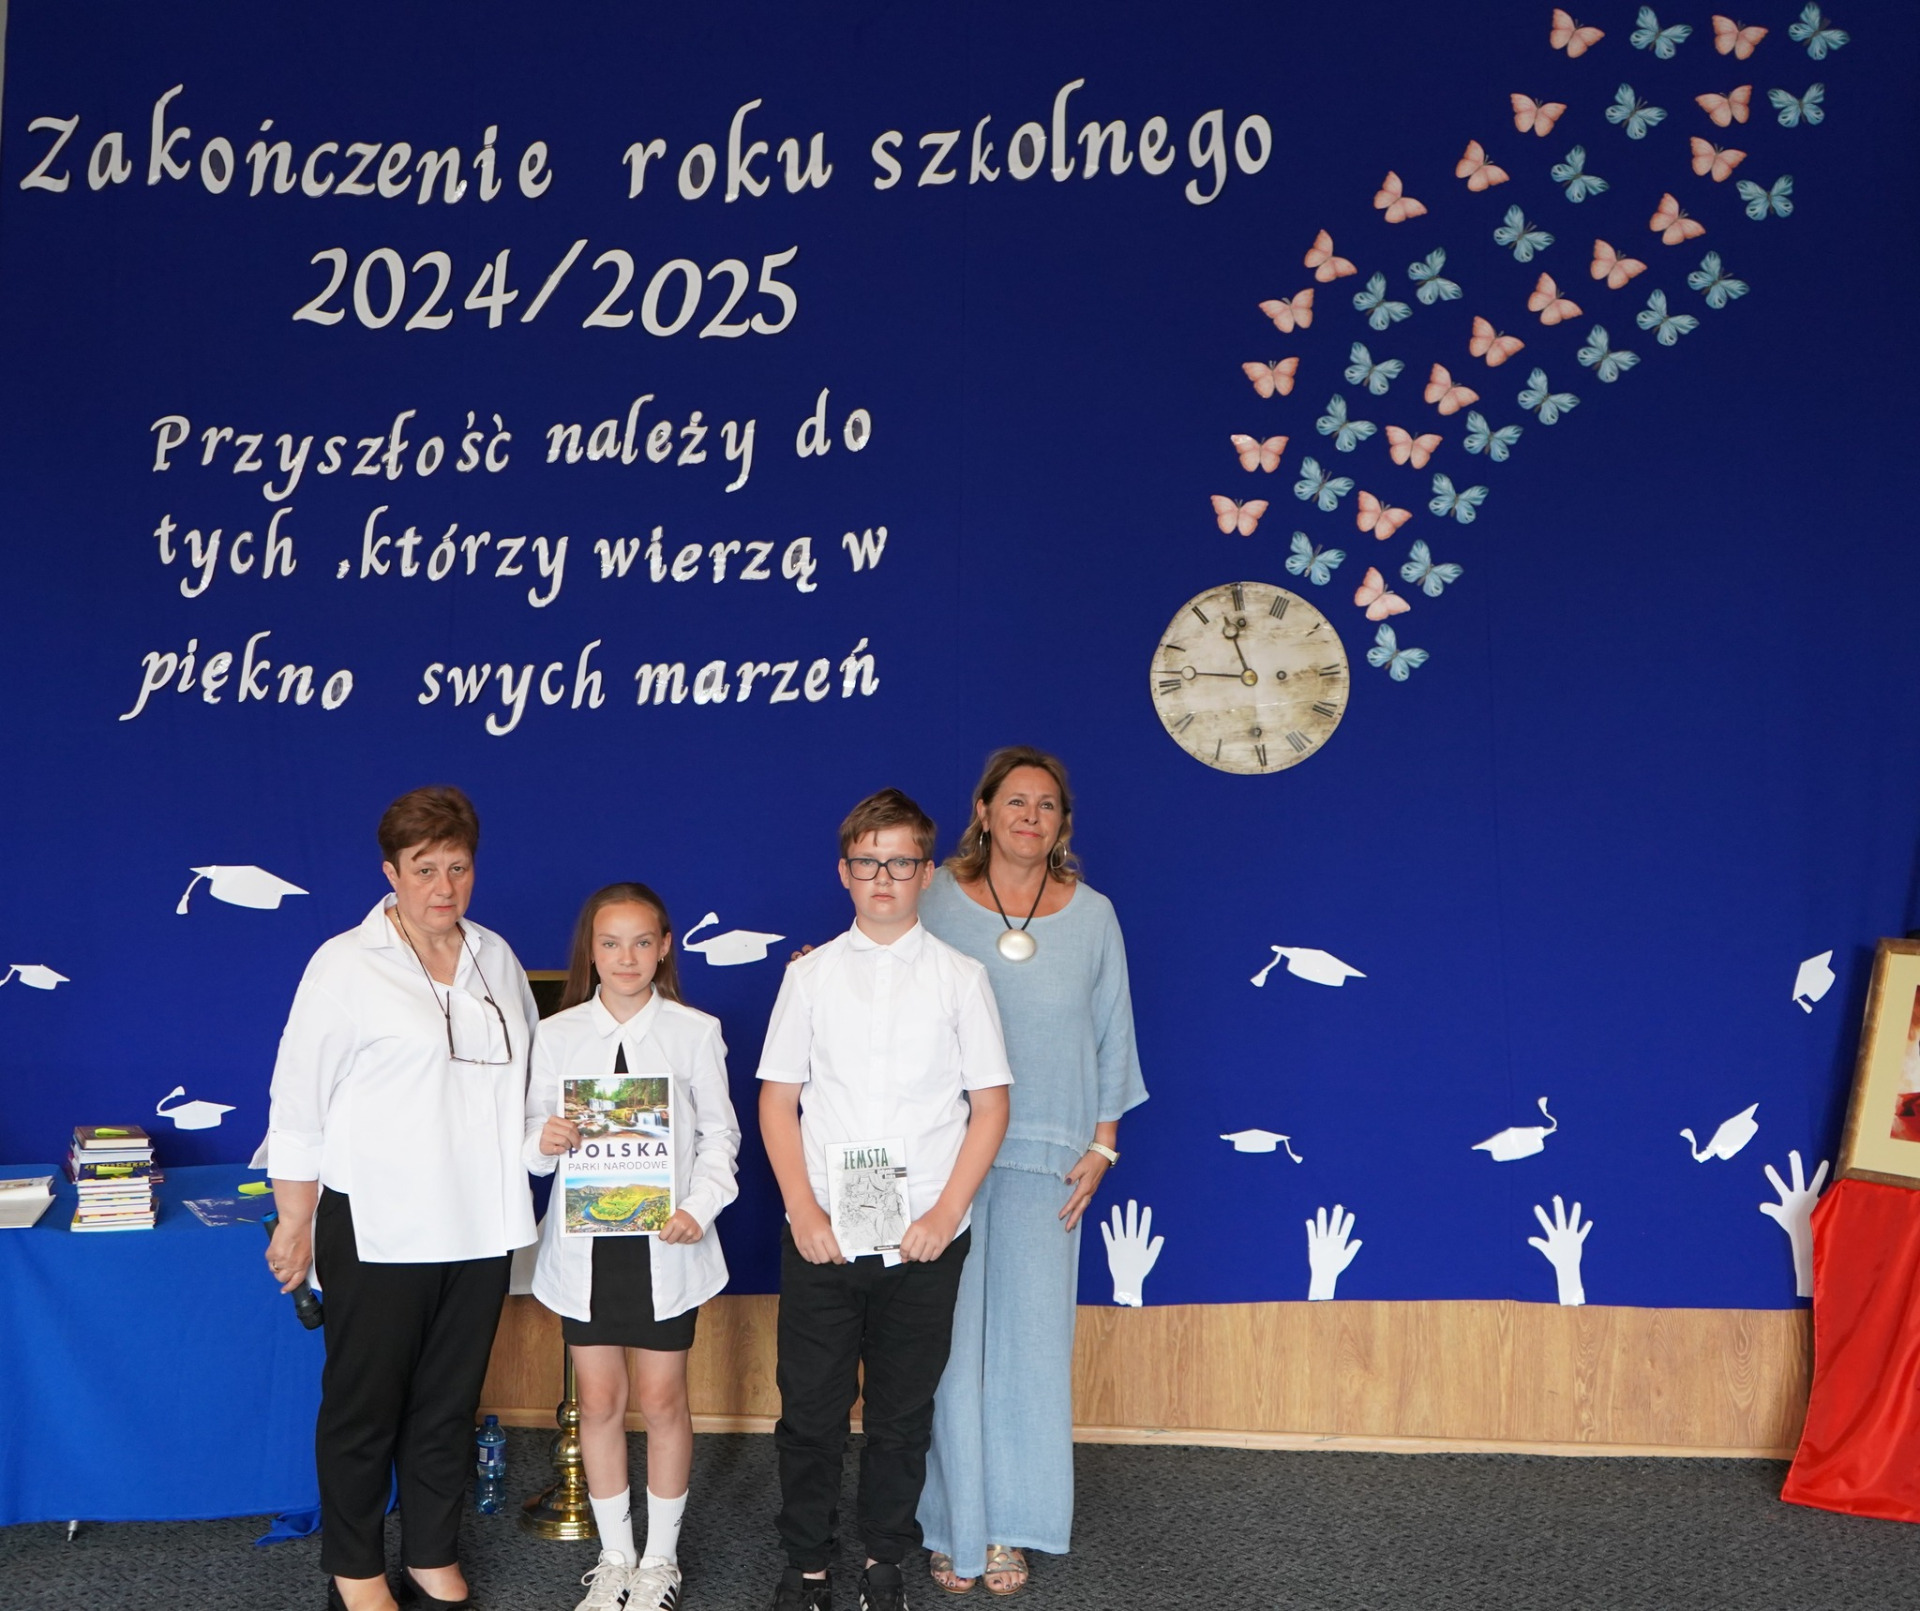 Zakończenie roku szkolnego
2024/2025
Przyszłość należy do
tych , którzy wierzą w
piękno swych marzeń
POLSKA
PARKI NARODOWE
ZEMSTA